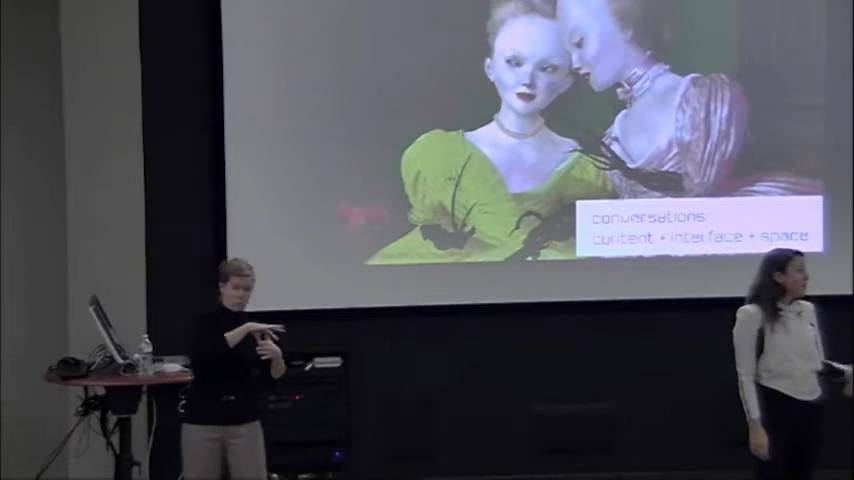 conversations:
content + interface + space